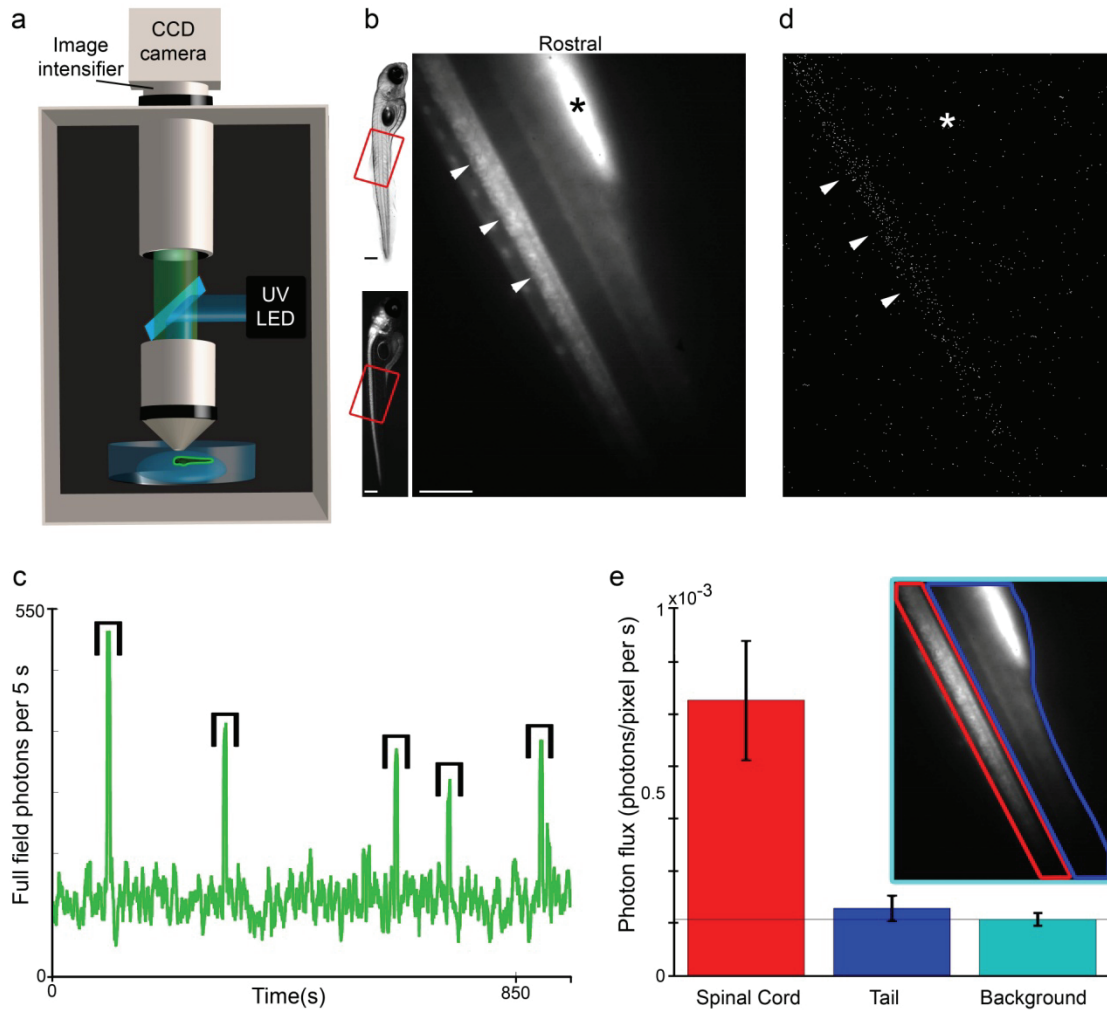 a
CCD
camera
Image
intensifier
UV
LED
b
Rostral
*
d
*
c
550
Full field photons per 5 s
0
0
Time(s)
850
e
1
x10⁻³
Photon flux (photons/pixel per s)
0.5
0
Spinal Cord
Tail
Background